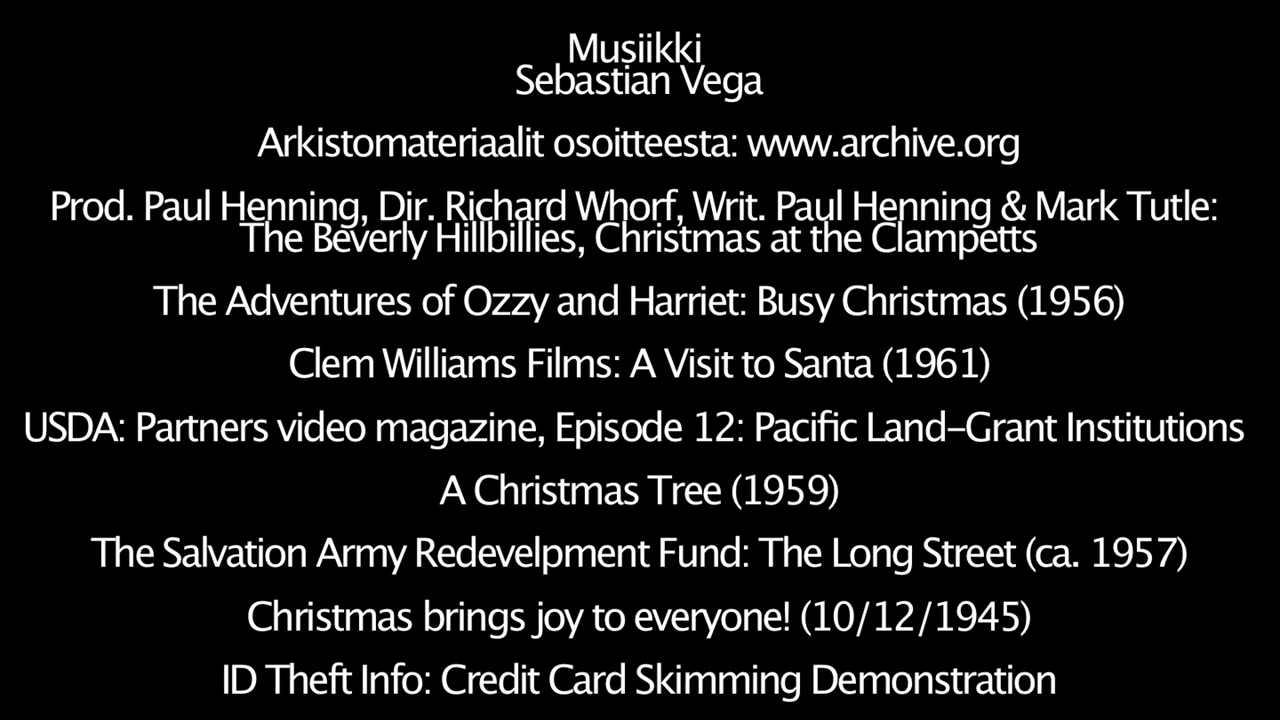 Musiikki
Sebastian Vega
Arkistomateriaalit osoitteesta: www.archive.org
Prod. Paul Henning, Dir. Richard Whorf, Writ. Paul Henning & Mark Tutle:
The Beverly Hillbillies, Christmas at the Clampetts
The Adventures of Ozzy and Harriet: Busy Christmas (1956)
Clem Williams Films: A Visit to Santa (1961)
USDA: Partners video magazine, Episode 12: Pacific Land–Grant Institutions
A Christmas Tree (1959)
The Salvation Army Redevelpment Fund: The Long Street (ca. 1957)
Christmas brings joy to everyone! (10/12/1945)
ID Theft Info: Credit Card Skimming Demonstration